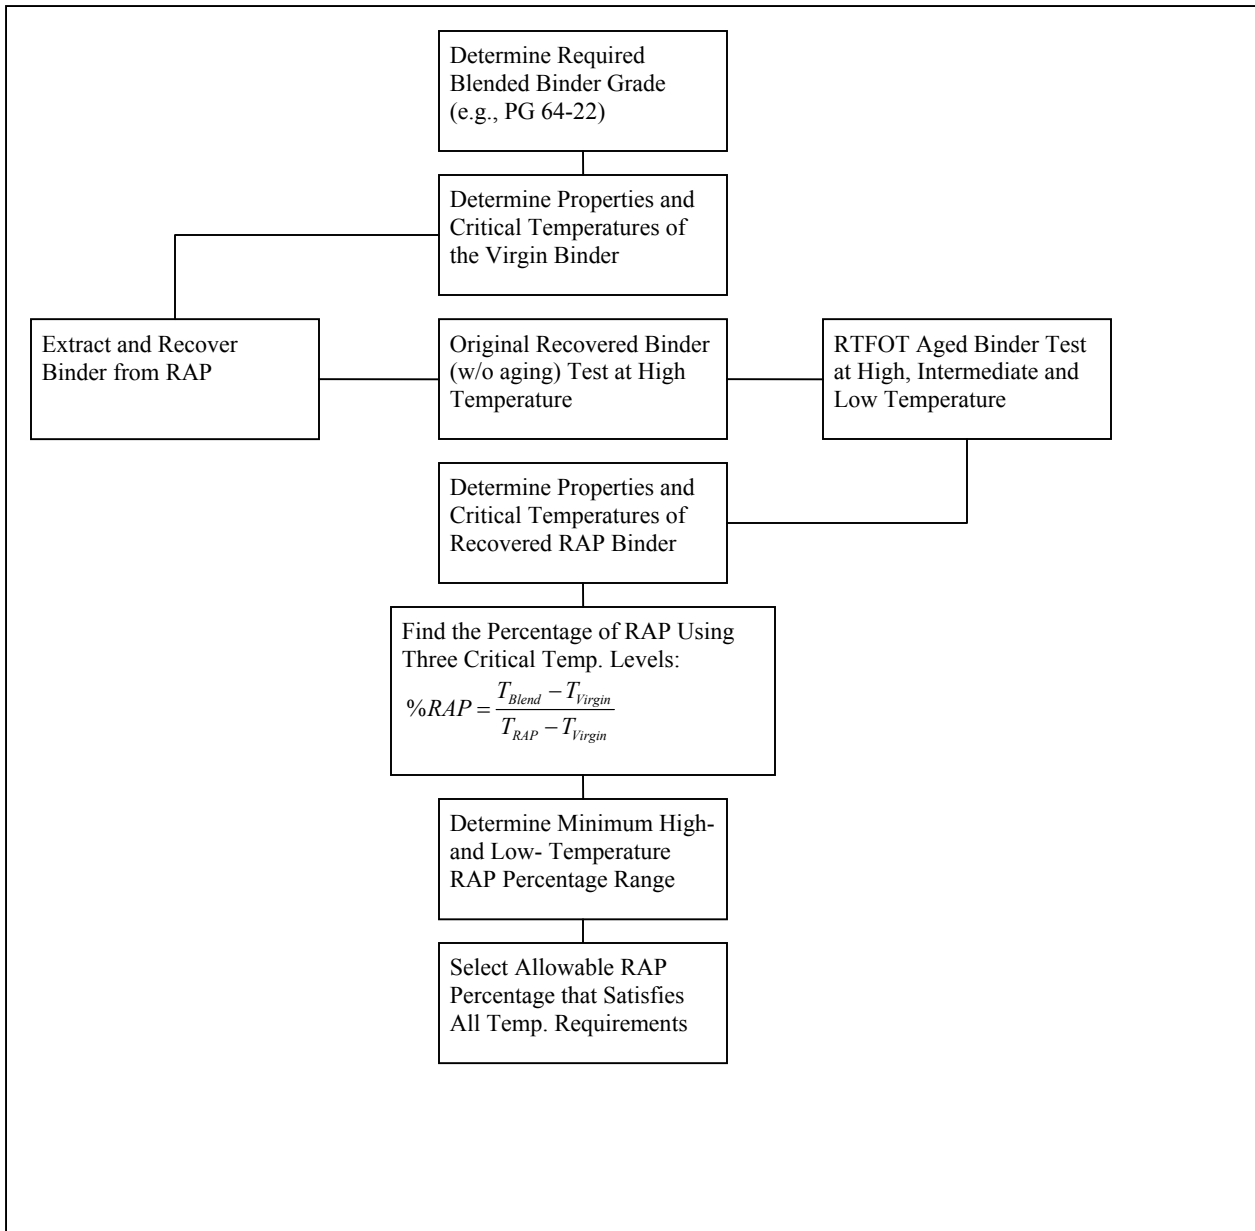 Determine Required
Blended Binder Grade
(e.g., PG 64-22)
Determine Properties and
Critical Temperatures of
the Virgin Binder
Extract and Recover
Binder from RAP
Original Recovered Binder
(w/o aging) Test at High
Temperature
RTFOT Aged Binder Test
at High, Intermediate and
Low Temperature
Determine Properties and
Critical Temperatures of
Recovered RAP Binder
Find the Percentage of RAP Using
Three Critical Temp. Levels:
%RAP = (T_Blend − T_Virgin) / (T_RAP − T_Virgin)
Determine Minimum High-
and Low- Temperature
RAP Percentage Range
Select Allowable RAP
Percentage that Satisfies
All Temp. Requirements